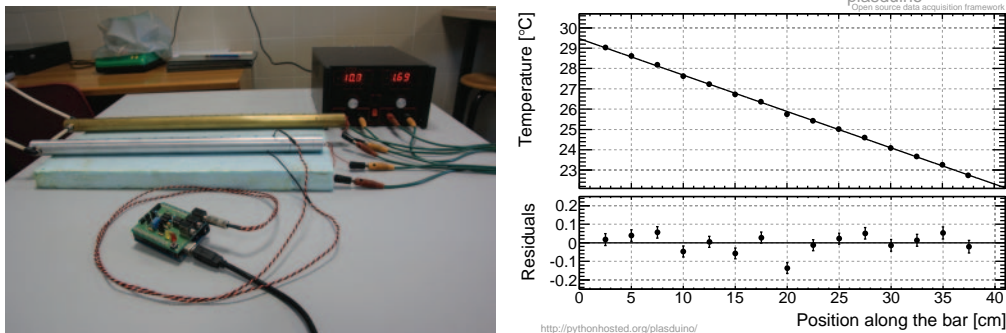 10.0 1.69
plasduino
Open source data acquisition framework
Temperature [°C]
30
29
28
27
26
25
24
23
Residuals
0.2
0.1
0
-0.1
-0.2
0 5 10 15 20 25 30 35 40
Position along the bar [cm]
http://pythonhosted.org/plasduino/